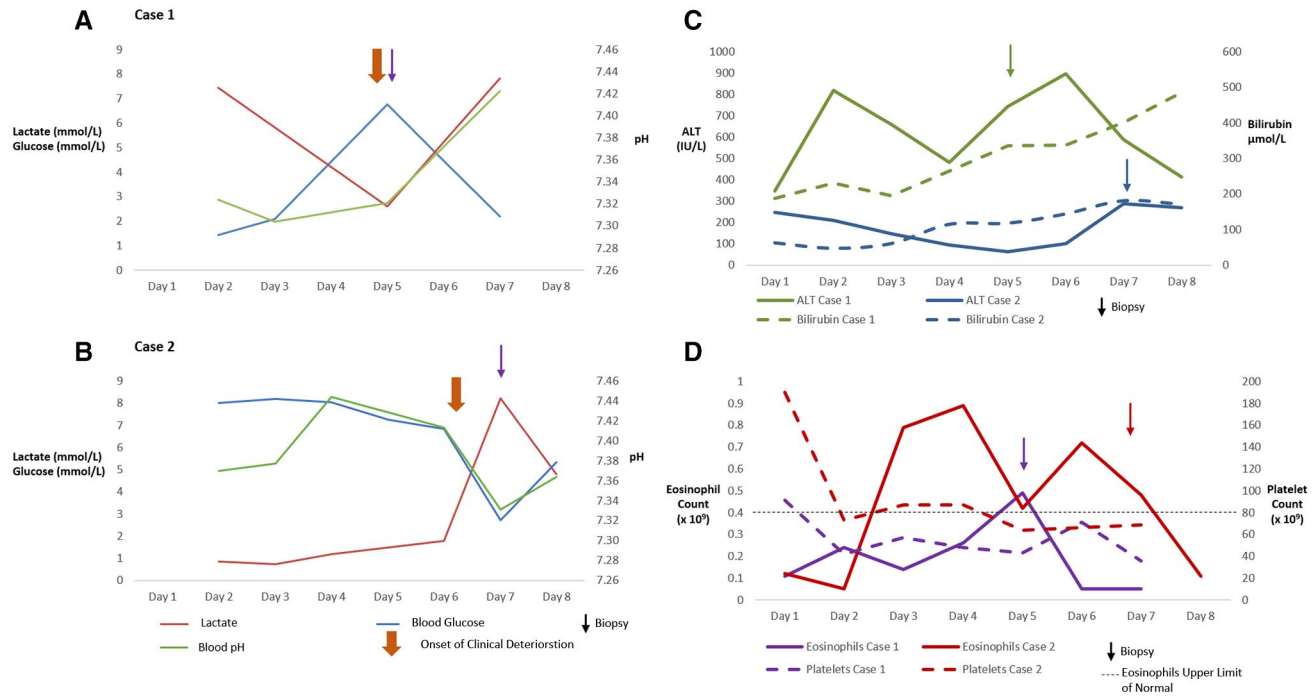 A
Case 1
9
8
7
6
5
4
3
2
1
0
Lactate (mmol/L)
Glucose (mmol/L)
7.46
7.44
7.42
7.40
7.38
7.36
7.34
7.32
7.30
7.28
7.26
pH
Day 1 Day 2 Day 3 Day 4 Day 5 Day 6 Day 7 Day 8
B
Case 2
9
8
7
6
5
4
3
2
1
0
Lactate (mmol/L)
Glucose (mmol/L)
7.46
7.44
7.42
7.40
7.38
7.36
7.34
7.32
7.30
7.28
7.26
pH
Day 1 Day 2 Day 3 Day 4 Day 5 Day 6 Day 7 Day 8
Lactate
Blood Glucose
Biopsy
Blood pH
Onset of Clinical Deteriorstion
C
1000
900
800
700
600
500
400
300
200
100
0
ALT
(IU/L)
600
500
400
300
200
100
0
Bilirubin
µmol/L
Day 1 Day 2 Day 3 Day 4 Day 5 Day 6 Day 7 Day 8
ALT Case 1
ALT Case 2
Biopsy
Bilirubin Case 1
Bilirubin Case 2
D
1
0.9
0.8
0.7
0.6
0.5
0.4
0.3
0.2
0.1
0
Eosinophil
Count
(x 10⁹)
200
180
160
140
120
100
80
60
40
20
0
Platelet
Count
(x 10⁹)
Day 1 Day 2 Day 3 Day 4 Day 5 Day 6 Day 7 Day 8
Eosinophils Case 1
Eosinophils Case 2
Biopsy
Platelets Case 1
Platelets Case 2
Eosinophils Upper Limit
of Normal